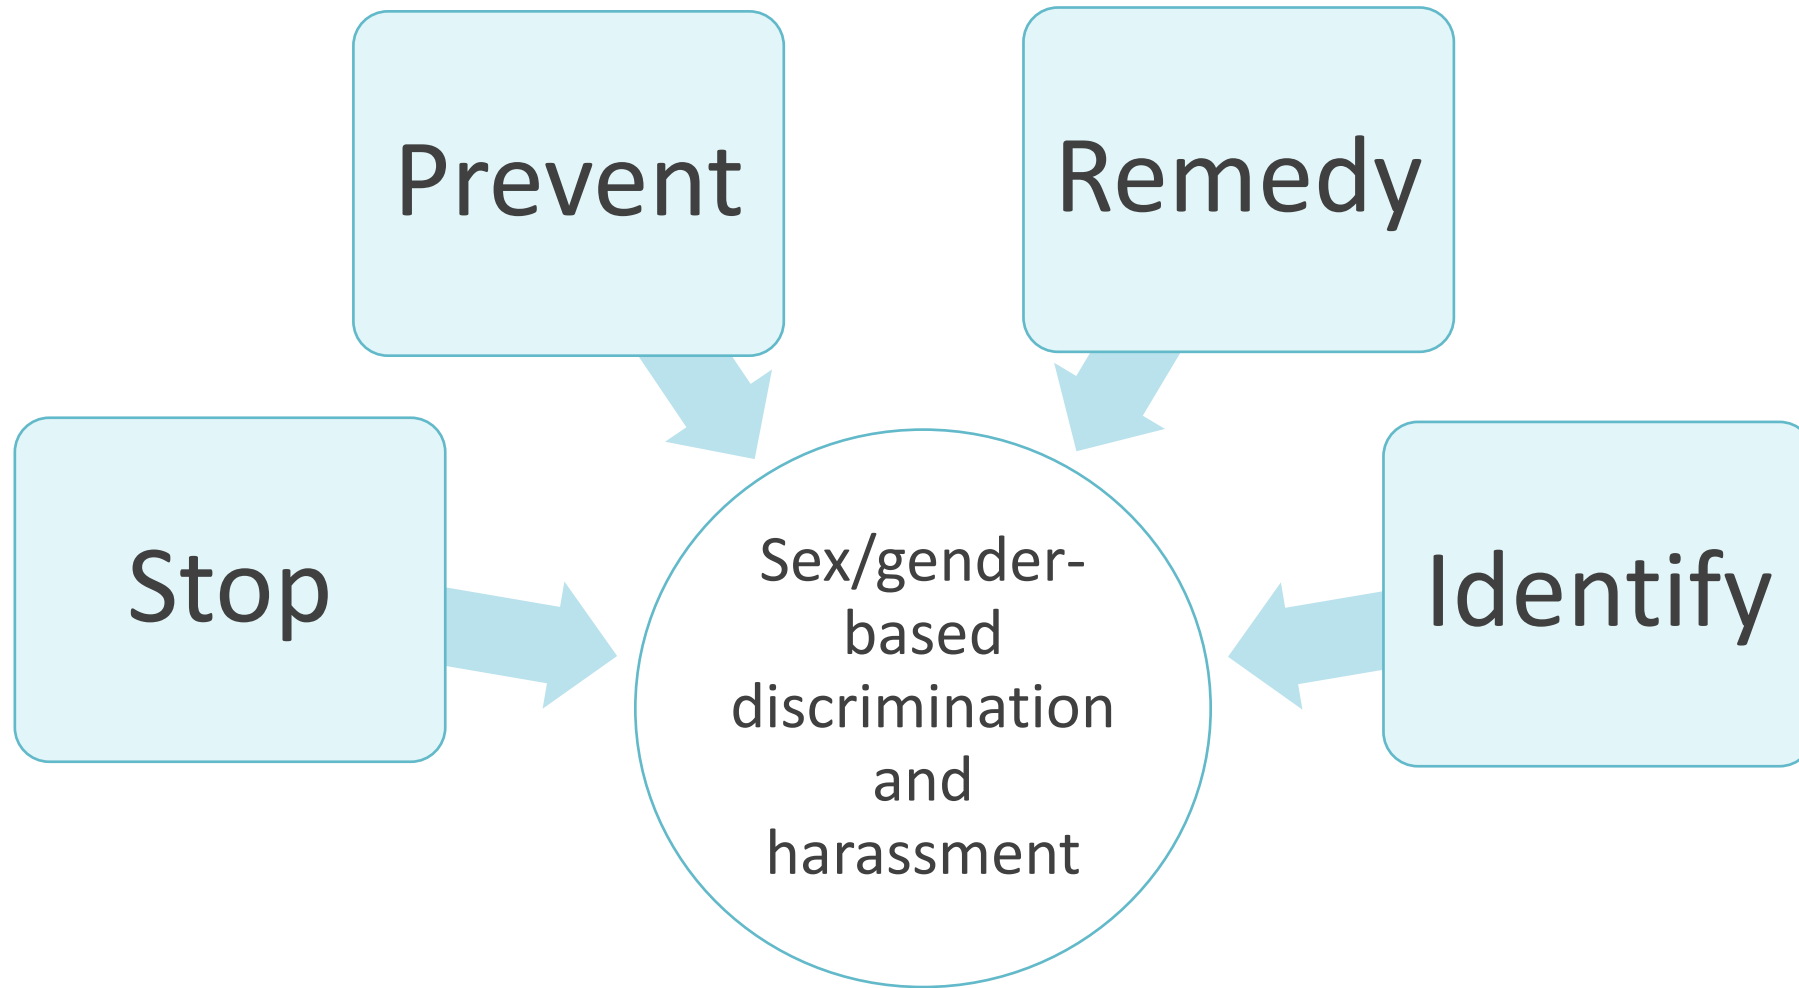 Prevent
Remedy
Stop
Identify
Sex/gender-
based
discrimination
and
harassment